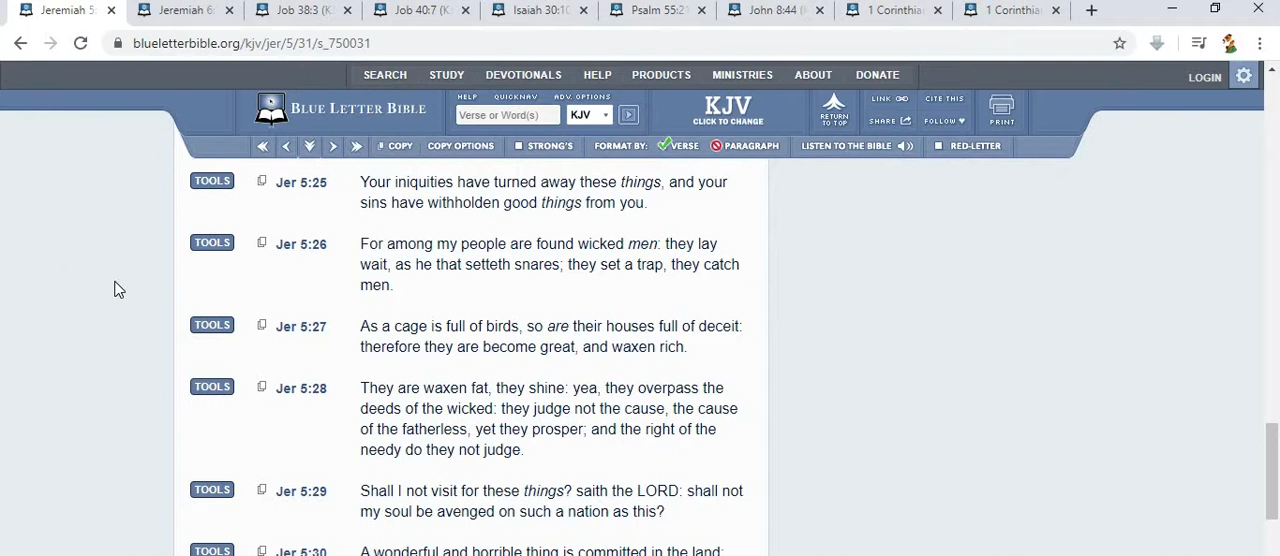 Jeremiah 5:
Jeremiah 6:
Job 38:3 (K
Job 40:7 (K
Isaiah 30:10
Psalm 55:21
John 8:44 (
1 Corinthia
1 Corinthia
blueletterbible.org/kjv/jer/5/31/s_750031
SEARCH STUDY DEVOTIONALS HELP PRODUCTS MINISTRIES ABOUT DONATE
LOGIN
BLUE LETTER BIBLE
HELP QUICKNAV ADV. OPTIONS
Verse or Word(s)
KJV
KJV
CLICK TO CHANGE
RETURN
TO TOP
LINK CITE THIS
SHARE FOLLOW
PRINT
COPY COPY OPTIONS STRONG'S FORMAT BY: VERSE PARAGRAPH LISTEN TO THE BIBLE RED-LETTER
TOOLS Jer 5:25 Your iniquities have turned away these things, and your
sins have withholden good things from you.
TOOLS Jer 5:26 For among my people are found wicked men: they lay
wait, as he that setteth snares; they set a trap, they catch
men.
TOOLS Jer 5:27 As a cage is full of birds, so are their houses full of deceit:
therefore they are become great, and waxen rich.
TOOLS Jer 5:28 They are waxen fat, they shine: yea, they overpass the
deeds of the wicked: they judge not the cause, the cause
of the fatherless, yet they prosper; and the right of the
needy do they not judge.
TOOLS Jer 5:29 Shall I not visit for these things? saith the LORD: shall not
my soul be avenged on such a nation as this?
TOOLS Jer 5:30 A wonderful and horrible thing is committed in the land;